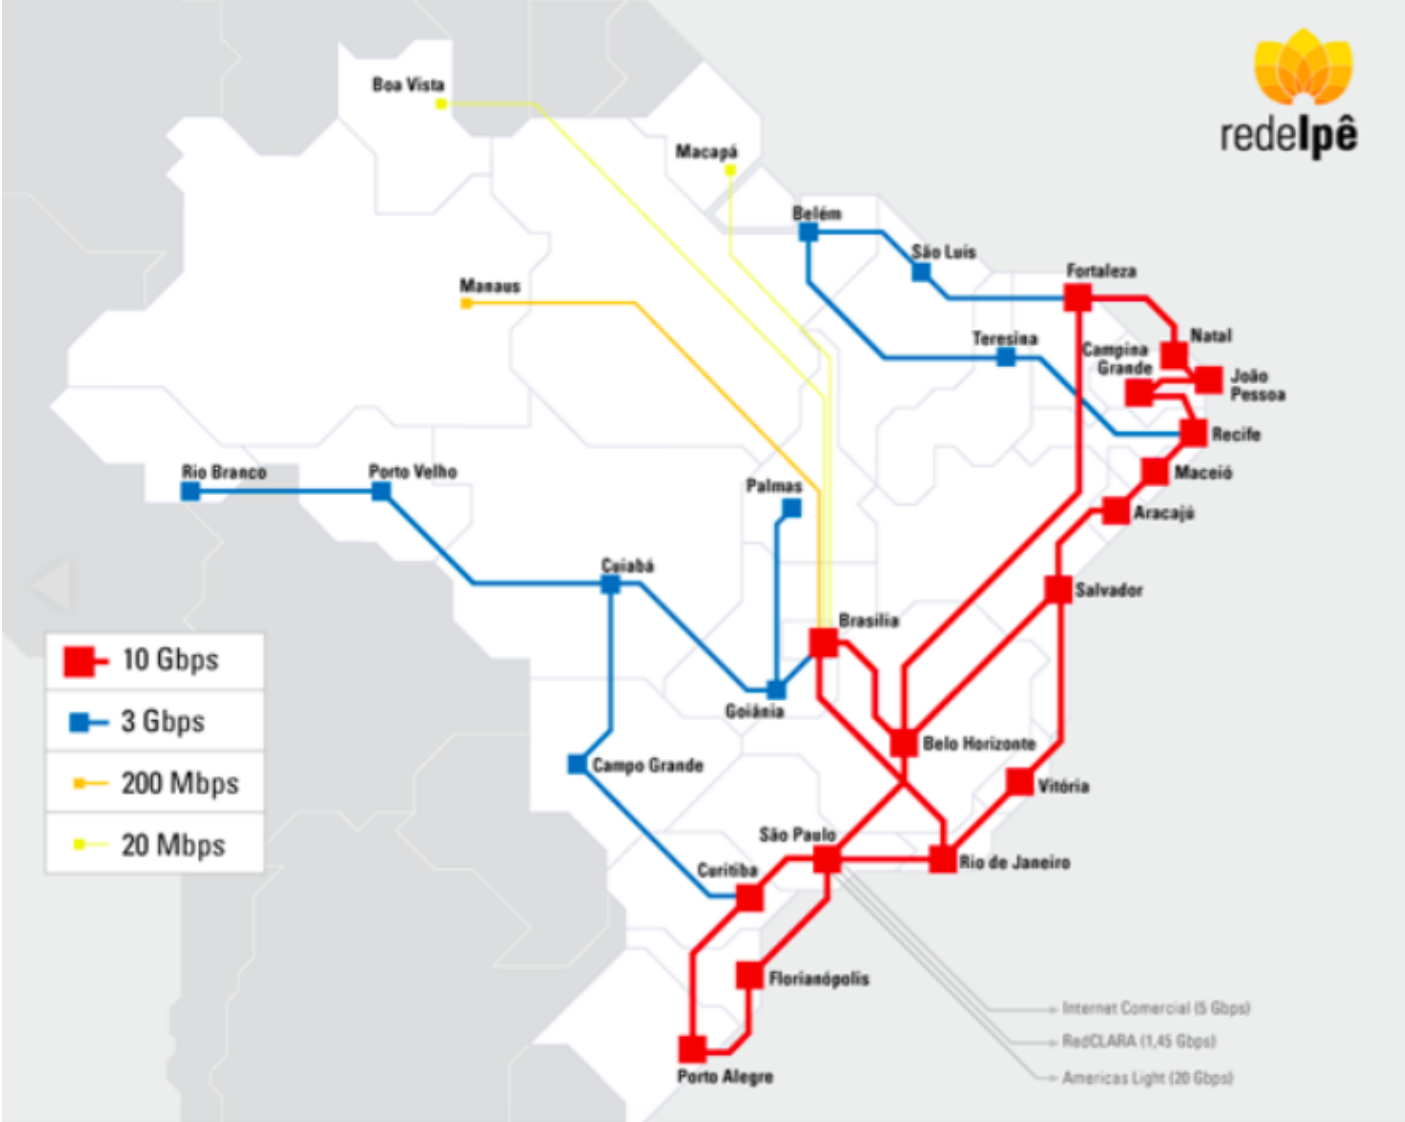 Boa Vista
redeIpê
Macapá
Belém
São Luís
Fortaleza
Manaus
Natal
Teresina
Campina
Grande
João
Pessoa
Recife
Rio Branco
Porto Velho
Maceió
Palmas
Aracajú
Cuiabá
Salvador
Brasília
10 Gbps
3 Gbps
Goiânia
Belo Horizonte
Campo Grande
200 Mbps
Vitória
São Paulo
20 Mbps
Rio de Janeiro
Curitiba
Florianópolis
Internet Comercial (5 Gbps)
RedCLARA (1,45 Gbps)
Porto Alegre
Americas Light (20 Gbps)